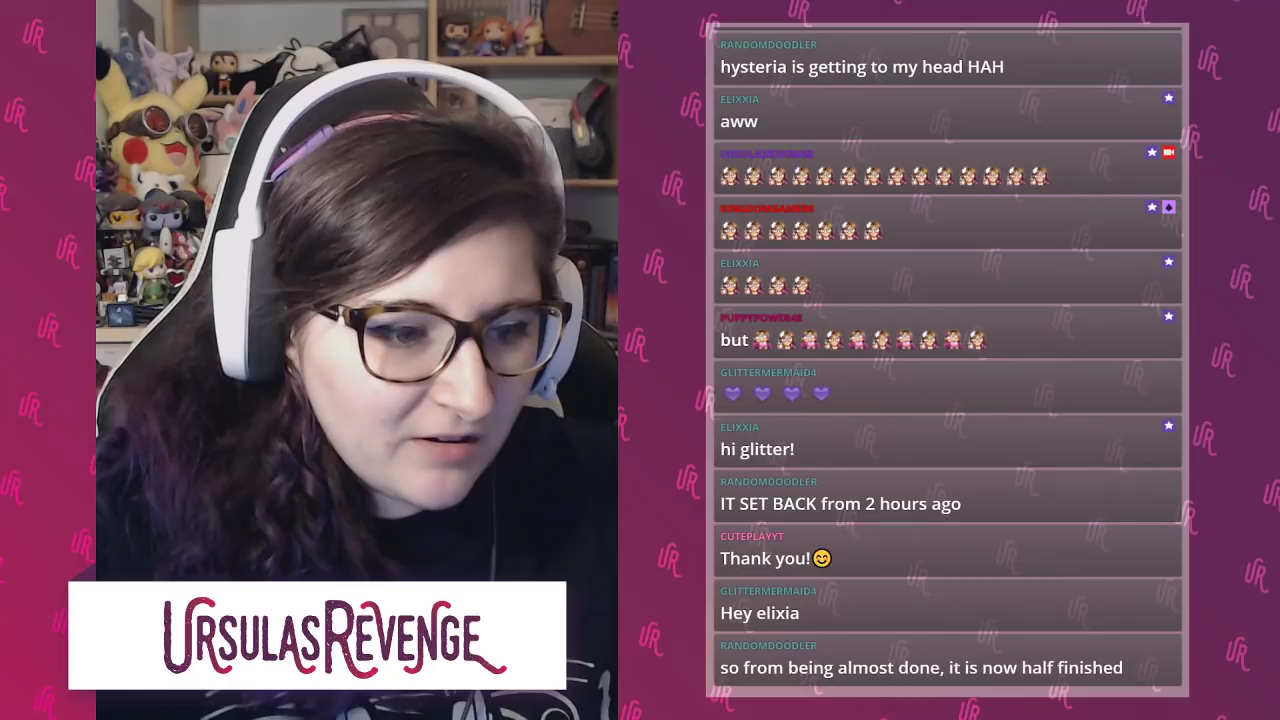 RANDOMDOODLER
hysteria is getting to my head HAH
ELIXXIA
aww
ELIXXIA
PUPPYPOWER4E
but
GLITTERMERMAID4
ELIXXIA
hi glitter!
RANDOMDOODLER
IT SET BACK from 2 hours ago
CUTEPLAYYT
Thank you!😊
GLITTERMERMAID4
Hey elixia
RANDOMDOODLER
so from being almost done, it is now half finished
URSULASREVENGE